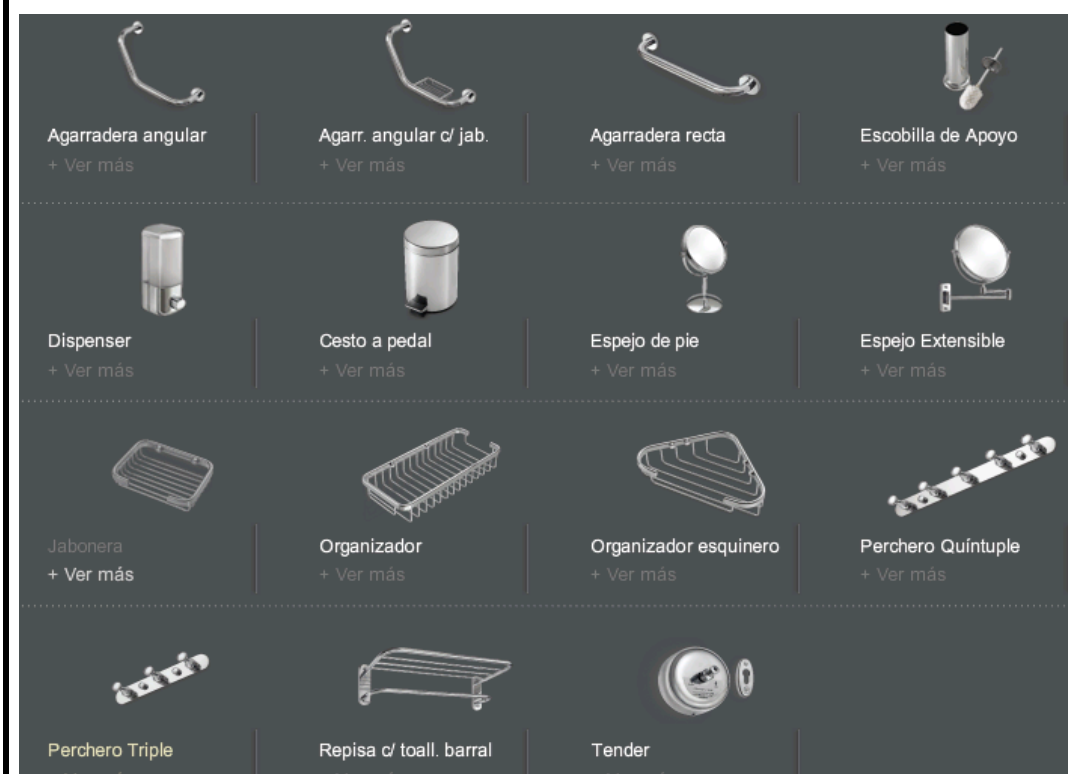 Agarradera angular
+ Ver más
Agarr. angular c/ jab.
+ Ver más
Agarradera recta
+ Ver más
Escobilla de Apoyo
+ Ver más
Dispenser
+ Ver más
Cesto a pedal
+ Ver más
Espejo de pie
+ Ver más
Espejo Extensible
+ Ver más
Jabonera
+ Ver más
Organizador
+ Ver más
Organizador esquinero
+ Ver más
Perchero Quíntuple
+ Ver más
Perchero Triple
Repisa c/ toall. barral
Tender